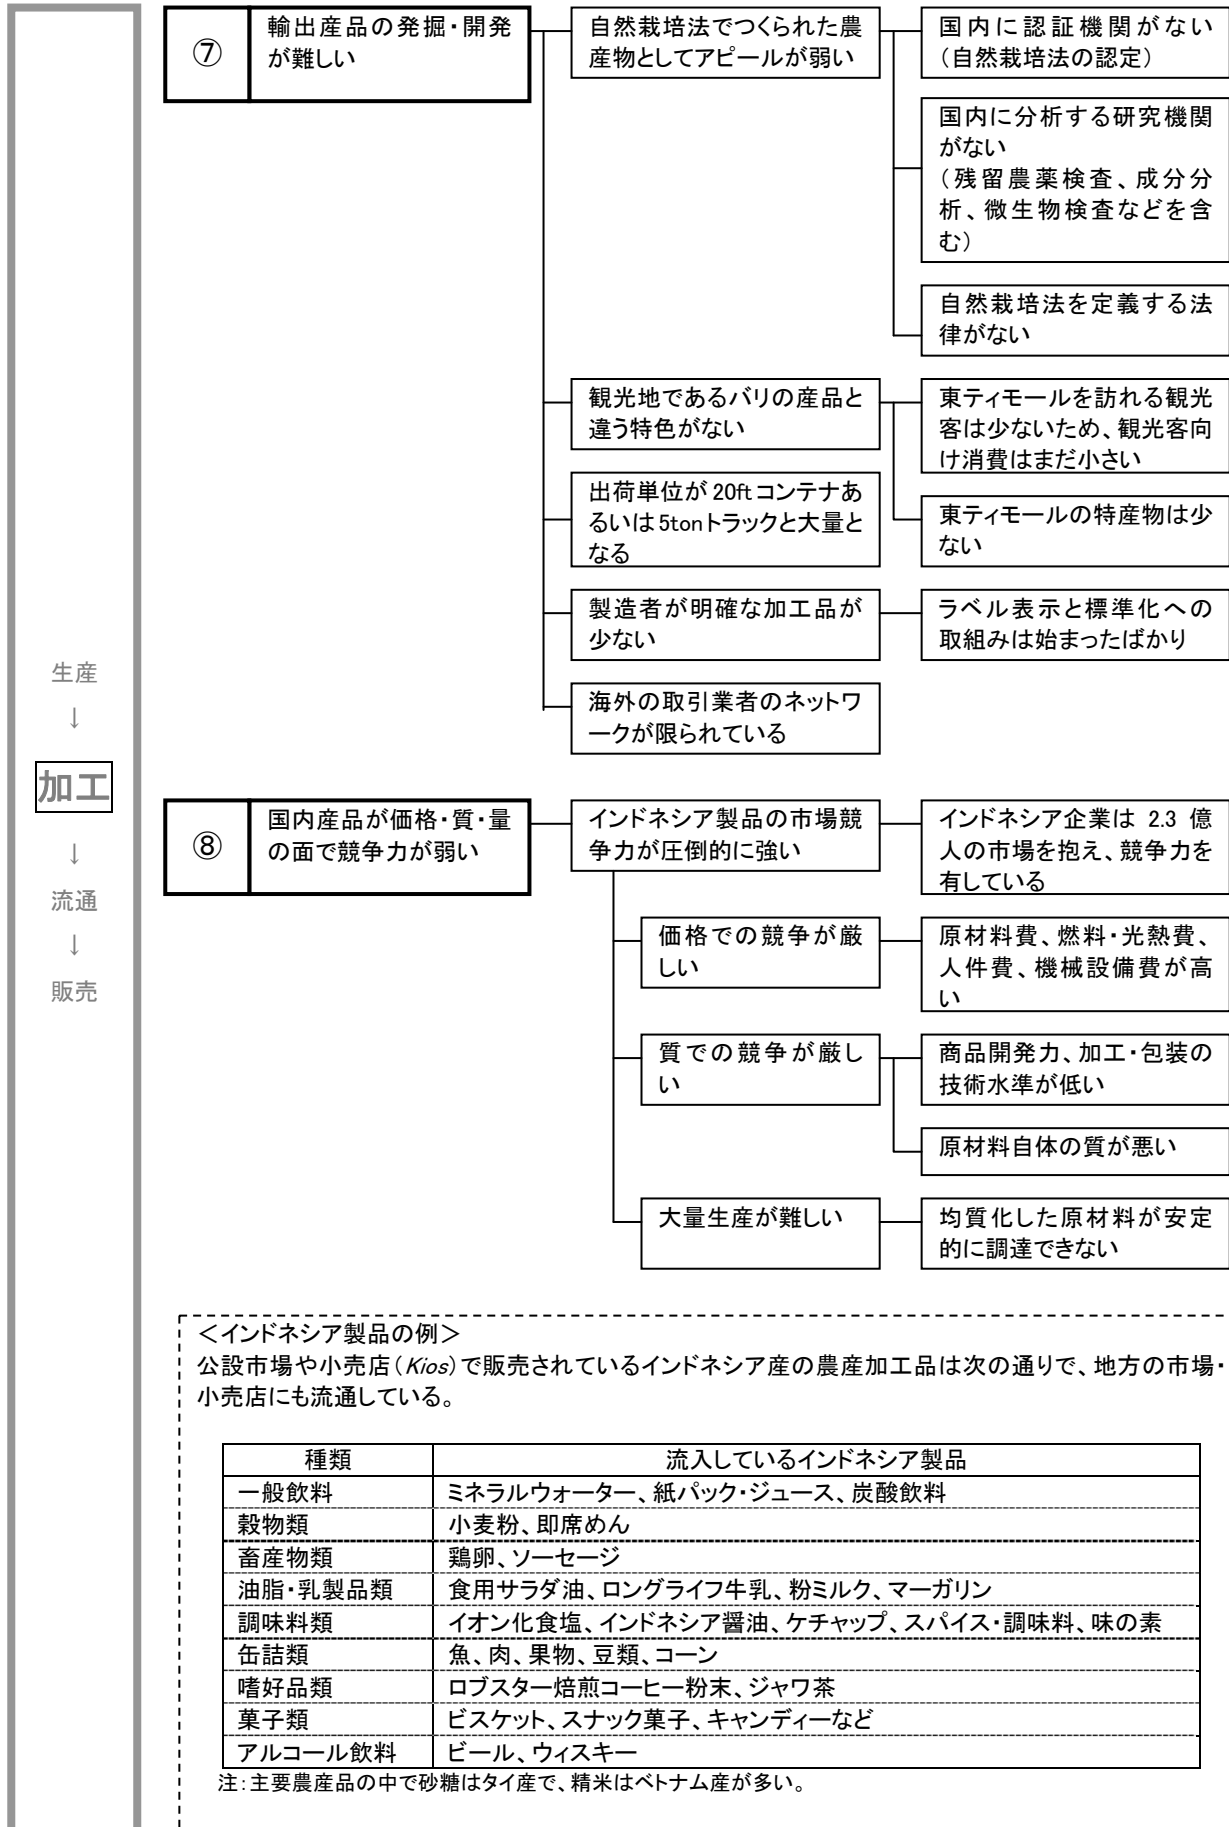 生産
↓
加工
↓
流通
↓
販売
⑦
輸出産品の発掘・開発
が難しい
自然栽培法でつくられた農
産物としてアピールが弱い
国内に認証機関がない
（自然栽培法の認定）
国内に分析する研究機関
がない
（残留農薬検査、成分分
析、微生物検査などを含
む）
自然栽培法を定義する法
律がない
観光地であるバリの産品と
違う特色がない
東ティモールを訪れる観光
客は少ないため、観光客向
け消費はまだ小さい
東ティモールの特産物は少
ない
出荷単位が 20ft コンテナあ
るいは 5ton トラックと大量と
なる
製造者が明確な加工品が
少ない
ラベル表示と標準化への
取組みは始まったばかり
海外の取引業者のネットワ
ークが限られている
⑧
国内産品が価格・質・量
の面で競争力が弱い
インドネシア製品の市場競
争力が圧倒的に強い
インドネシア企業は 2.3 億
人の市場を抱え、競争力を
有している
価格での競争が厳
しい
原材料費、燃料・光熱費、
人件費、機械設備費が高
い
質での競争が厳し
い
商品開発力、加工・包装の
技術水準が低い
原材料自体の質が悪い
大量生産が難しい
均質化した原材料が安定
的に調達できない
＜インドネシア製品の例＞
公設市場や小売店（Kios）で販売されているインドネシア産の農産加工品は次の通りで、地方の市場・
小売店にも流通している。
種類 流入しているインドネシア製品
一般飲料 ミネラルウォーター、紙パック・ジュース、炭酸飲料
穀物類 小麦粉、即席めん
畜産物類 鶏卵、ソーセージ
油脂・乳製品類 食用サラダ油、ロングライフ牛乳、粉ミルク、マーガリン
調味料類 イオン化食塩、インドネシア醤油、ケチャップ、スパイス・調味料、味の素
缶詰類 魚、肉、果物、豆類、コーン
嗜好品類 ロブスター焙煎コーヒー粉末、ジャワ茶
菓子類 ビスケット、スナック菓子、キャンディーなど
アルコール飲料 ビール、ウィスキー
注：主要農産品の中で砂糖はタイ産で、精米はベトナム産が多い。